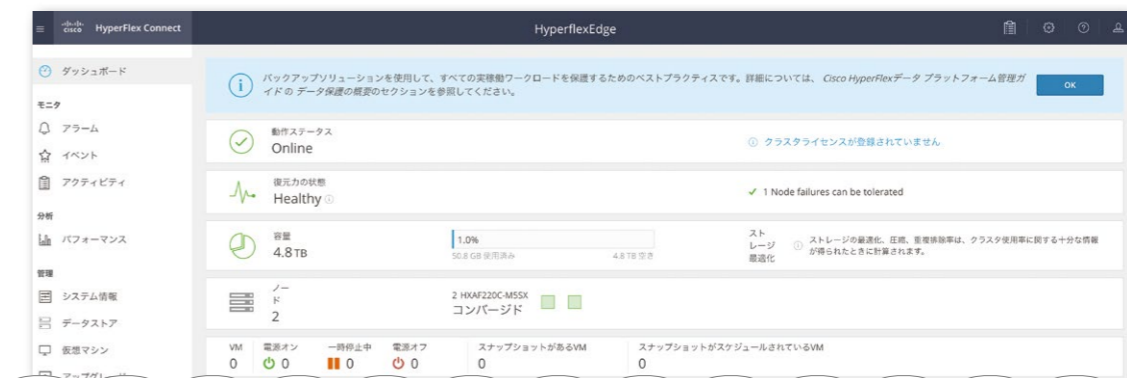 cisco HyperFlex Connect
HyperflexEdge
ダッシュボード
モニタ
アラーム
イベント
アクティビティ
分析
パフォーマンス
管理
システム情報
データストア
仮想マシン
バックアップソリューションを使用して、すべての実稼働ワークロードを保護するためのベストプラクティスです。詳細については、 Cisco HyperFlexデータ プラットフォーム管理ガ
イドの データ保護の概要のセクションを参照してください。
OK
動作ステータス
Online
クラスタライセンスが登録されていません
復元力の状態
Healthy
1 Node failures can be tolerated
容量
4.8 TB
1.0%
50.8 GB 使用済み
4.8 TB 空き
スト
レージ
最適化
ストレージの最適化、圧縮、重複排除率は、クラスタ使用率に関する十分な情報
が得られたときに計算されます。
ノー
ド
2
2 HXAF220C-M5SX
コンバージド
VM
0
電源オン
0
一時停止中
0
電源オフ
0
スナップショットがあるVM
0
スナップショットがスケジュールされているVM
0